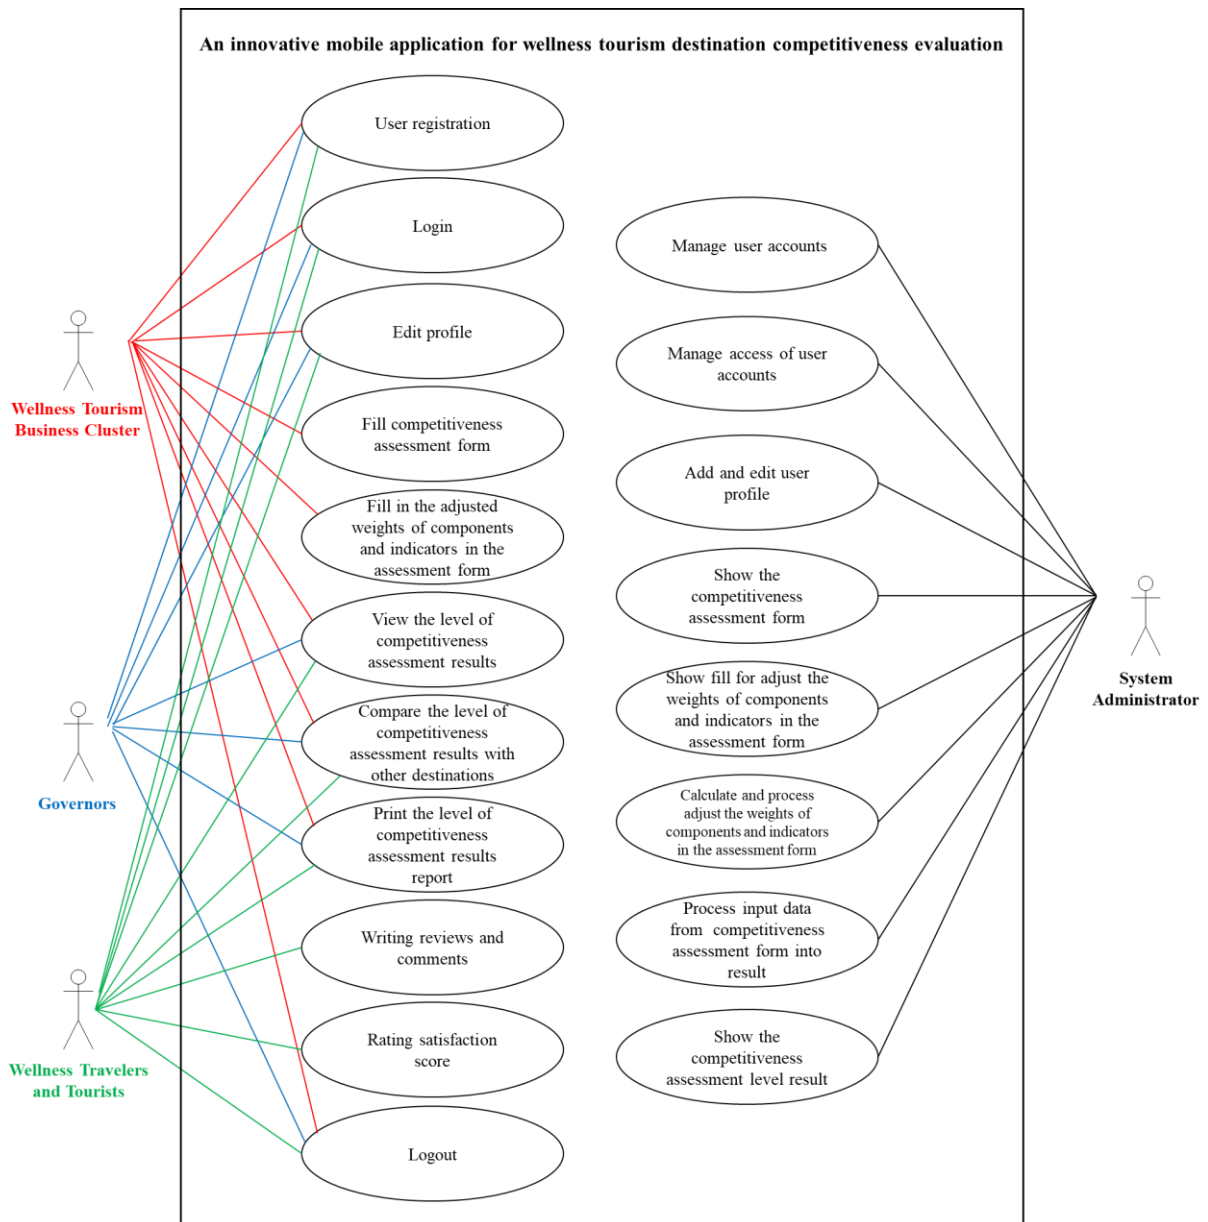 An innovative mobile application for wellness tourism destination competitiveness evaluation
User registration
Login
Edit profile
Fill competitiveness
assessment form
Fill in the adjusted
weights of components
and indicators in the
assessment form
View the level of
competitiveness
assessment results
Compare the level of
competitiveness
assessment results with
other destinations
Print the level of
competitiveness
assessment results
report
Writing reviews and
comments
Rating satisfaction
score
Logout
Manage user accounts
Manage access of user
accounts
Add and edit user
profile
Show the
competitiveness
assessment form
Show fill for adjust the
weights of components
and indicators in the
assessment form
Calculate and process
adjust the weights of
components and indicators
in the assessment form
Process input data
from competitiveness
assessment form into
result
Show the
competitiveness
assessment level result
Wellness Tourism
Business Cluster
Governors
Wellness Travelers
and Tourists
System
Administrator